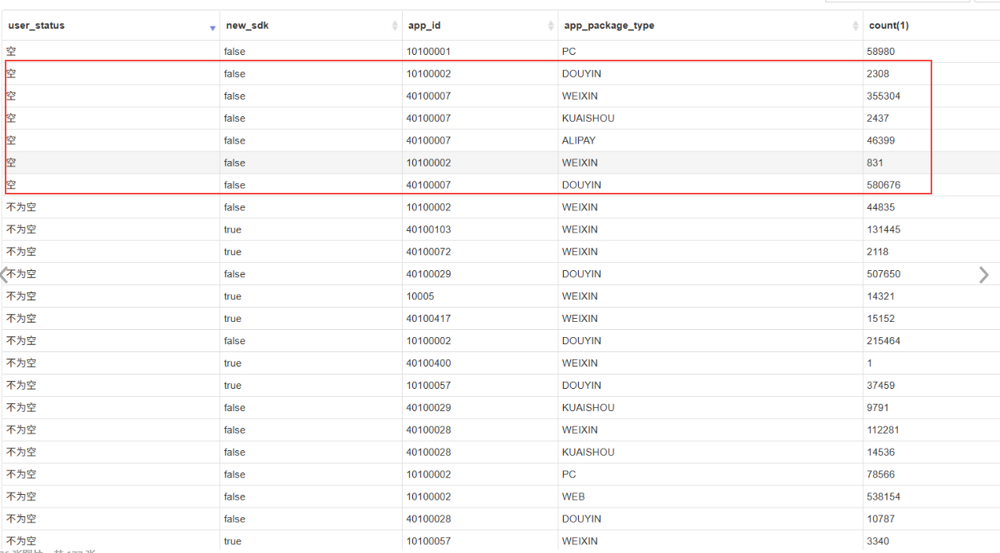 user_status new_sdk app_id app_package_type count(1)
空 false 10100001 PC 58980
空 false 10100002 DOUYIN 2308
空 false 40100007 WEIXIN 355304
空 false 40100007 KUAISHOU 2437
空 false 40100007 ALIPAY 46399
空 false 10100002 WEIXIN 831
空 false 40100007 DOUYIN 580676
不为空 false 10100002 WEIXIN 44835
不为空 true 40100103 WEIXIN 131445
不为空 true 40100072 WEIXIN 2118
不为空 false 40100029 DOUYIN 507650
不为空 true 10005 WEIXIN 14321
不为空 true 40100417 WEIXIN 15152
不为空 false 10100002 DOUYIN 215464
不为空 true 40100400 WEIXIN 1
不为空 true 10100057 DOUYIN 37459
不为空 false 40100029 KUAISHOU 9791
不为空 false 40100028 WEIXIN 112281
不为空 false 40100028 KUAISHOU 14536
不为空 false 10100002 PC 78566
不为空 false 10100002 WEB 538154
不为空 false 40100028 DOUYIN 10787
不为空 true 10100057 WEIXIN 3340